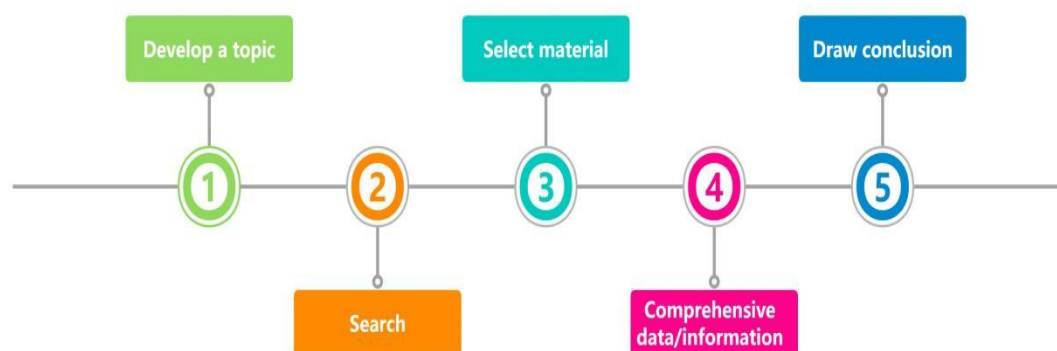 Develop a topic
Select material
Draw conclusion
1
2
3
4
5
Search
Comprehensive
data/information